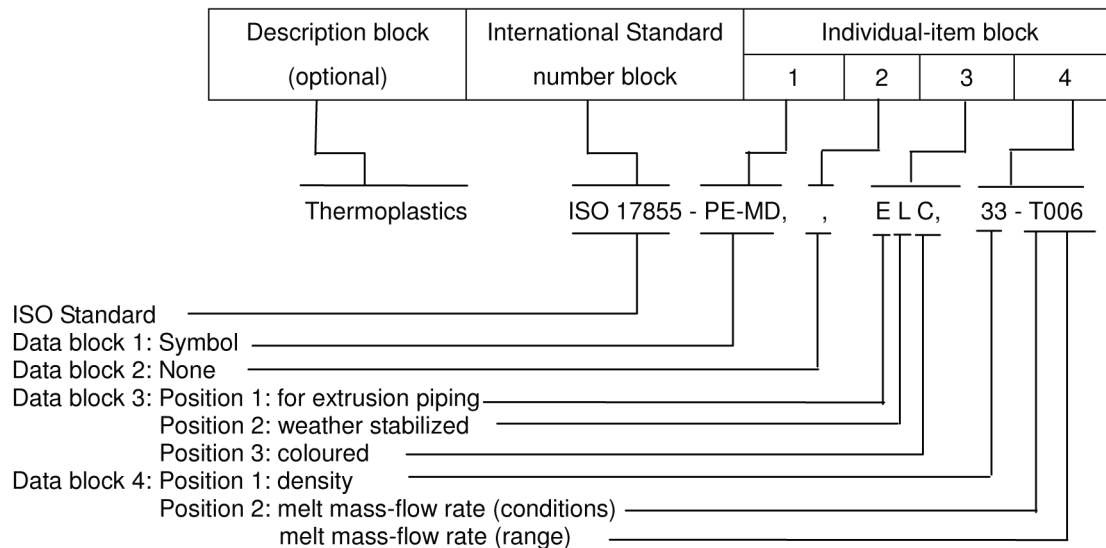 Description block International Standard Individual-item block
(optional) number block 1 2 3 4
Thermoplastics ISO 17855 - PE-MD, , E L C, 33 - T006
ISO Standard
Data block 1: Symbol
Data block 2: None
Data block 3: Position 1: for extrusion piping
Position 2: weather stabilized
Position 3: coloured
Data block 4: Position 1: density
Position 2: melt mass-flow rate (conditions)
melt mass-flow rate (range)